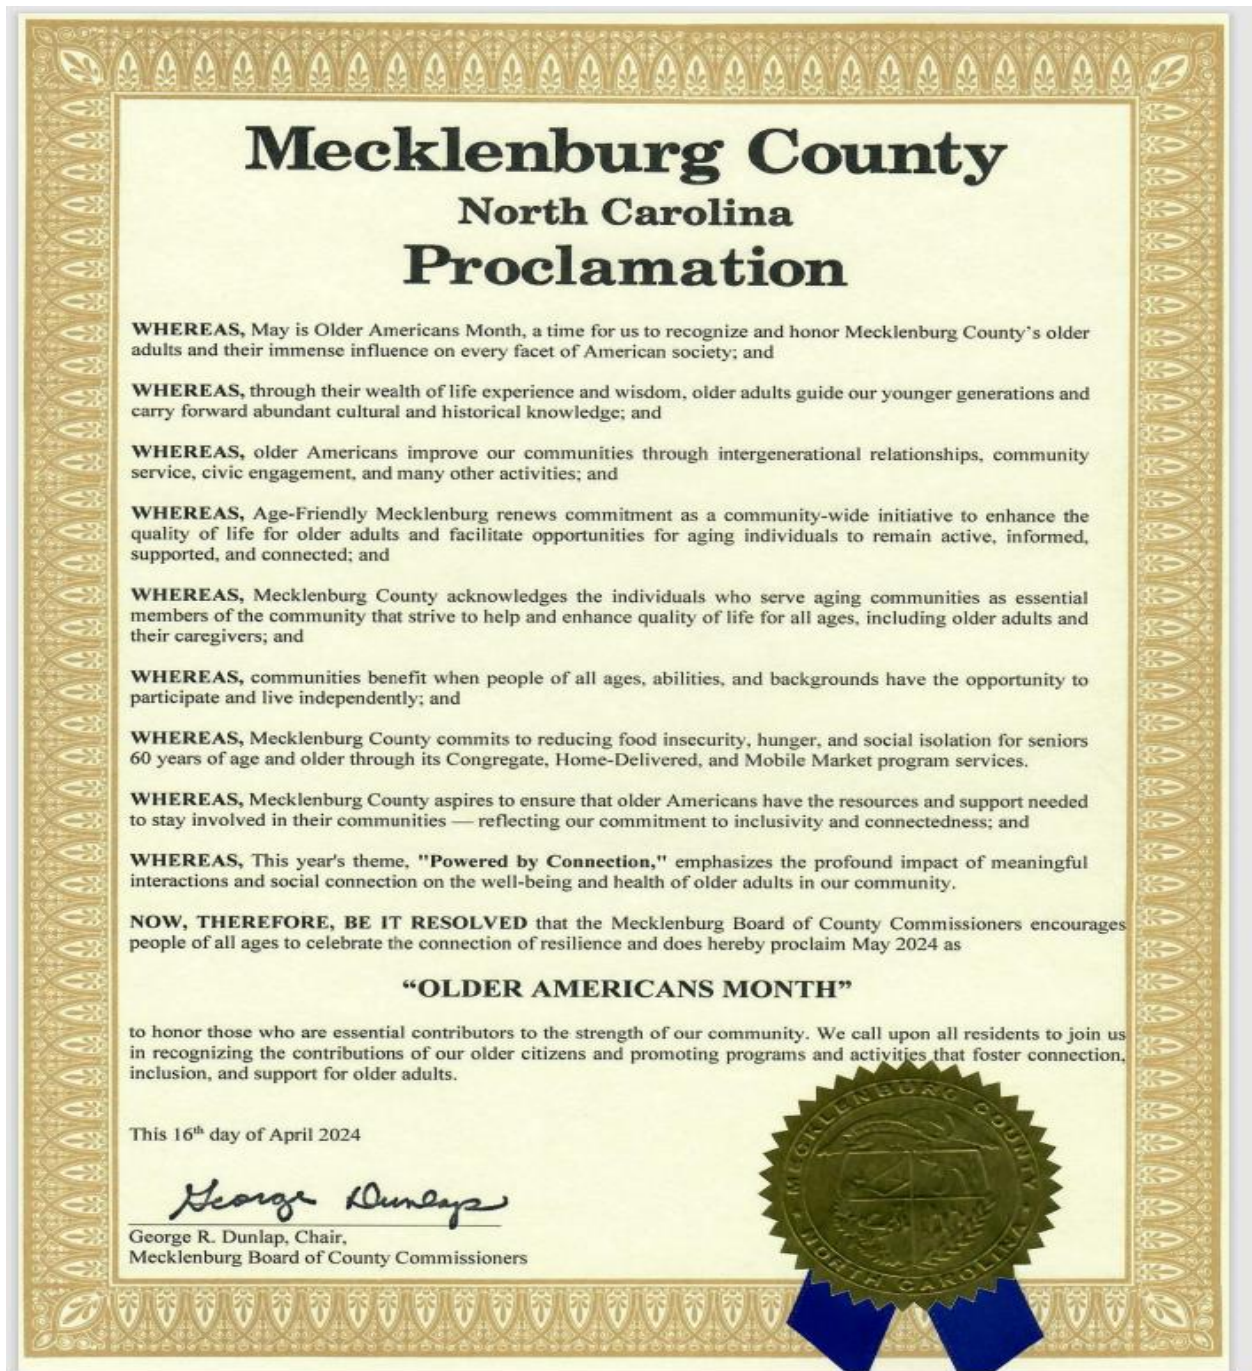 Mecklenburg County
North Carolina
Proclamation
WHEREAS, May is Older Americans Month, a time for us to recognize and honor Mecklenburg County's older
adults and their immense influence on every facet of American society; and
WHEREAS, through their wealth of life experience and wisdom, older adults guide our younger generations and
carry forward abundant cultural and historical knowledge; and
WHEREAS, older Americans improve our communities through intergenerational relationships, community
service, civic engagement, and many other activities; and
WHEREAS, Age-Friendly Mecklenburg renews commitment as a community-wide initiative to enhance the
quality of life for older adults and facilitate opportunities for aging individuals to remain active, informed,
supported, and connected; and
WHEREAS, Mecklenburg County acknowledges the individuals who serve aging communities as essential
members of the community that strive to help and enhance quality of life for all ages, including older adults and
their caregivers; and
WHEREAS, communities benefit when people of all ages, abilities, and backgrounds have the opportunity to
participate and live independently; and
WHEREAS, Mecklenburg County commits to reducing food insecurity, hunger, and social isolation for seniors
60 years of age and older through its Congregate, Home-Delivered, and Mobile Market program services.
WHEREAS, Mecklenburg County aspires to ensure that older Americans have the resources and support needed
to stay involved in their communities — reflecting our commitment to inclusivity and connectedness; and
WHEREAS, This year's theme, "Powered by Connection," emphasizes the profound impact of meaningful
interactions and social connection on the well-being and health of older adults in our community.
NOW, THEREFORE, BE IT RESOLVED that the Mecklenburg Board of County Commissioners encourages
people of all ages to celebrate the connection of resilience and does hereby proclaim May 2024 as
“OLDER AMERICANS MONTH”
to honor those who are essential contributors to the strength of our community. We call upon all residents to join us
in recognizing the contributions of our older citizens and promoting programs and activities that foster connection,
inclusion, and support for older adults.
This 16th day of April 2024
George Dunlap
George R. Dunlap, Chair,
Mecklenburg Board of County Commissioners
MECKLENBURG COUNTY
NORTH CAROLINA